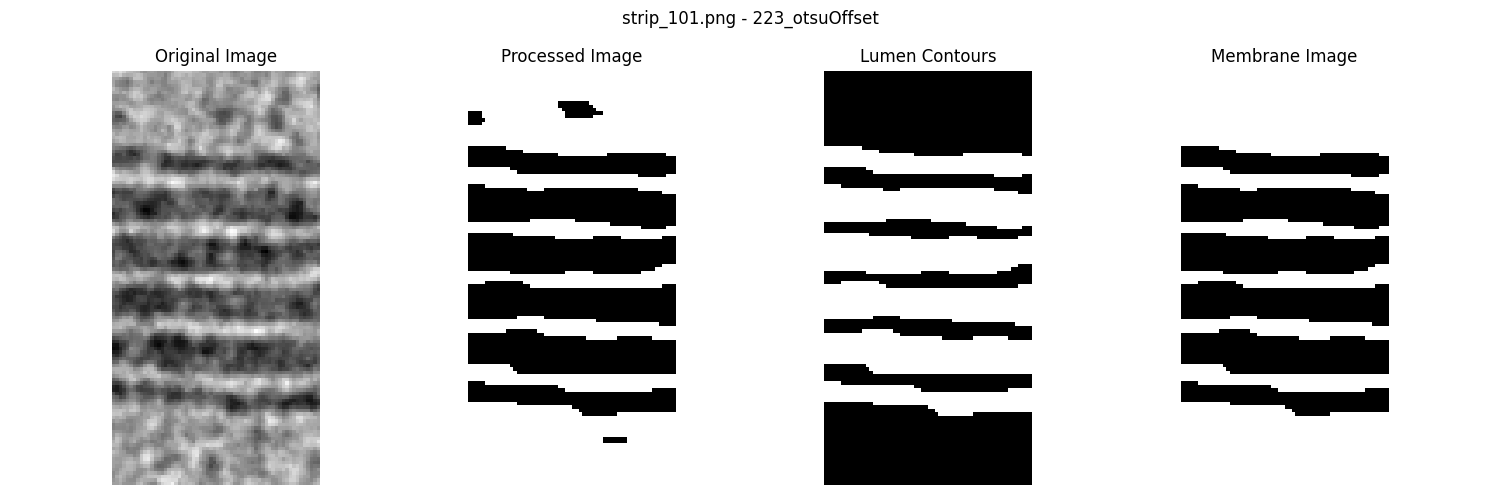 strip_101.png - 223_otsuOffset
Original Image
Processed Image
Lumen Contours
Membrane Image